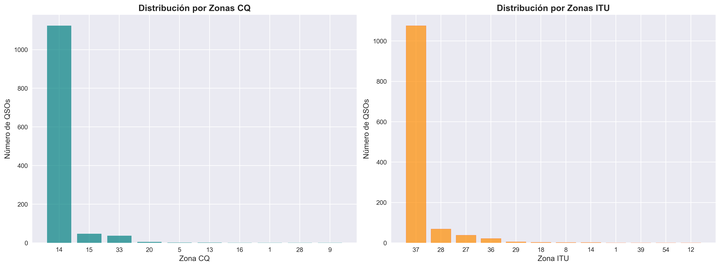 Distribución por Zonas CQ
Número de QSOs
1000
800
600
400
200
0
14 15 33 20 5 13 16 1 28 9
Zona CQ
Distribución por Zonas ITU
Número de QSOs
1000
800
600
400
200
0
37 28 27 36 29 18 8 14 1 39 54 12
Zona ITU